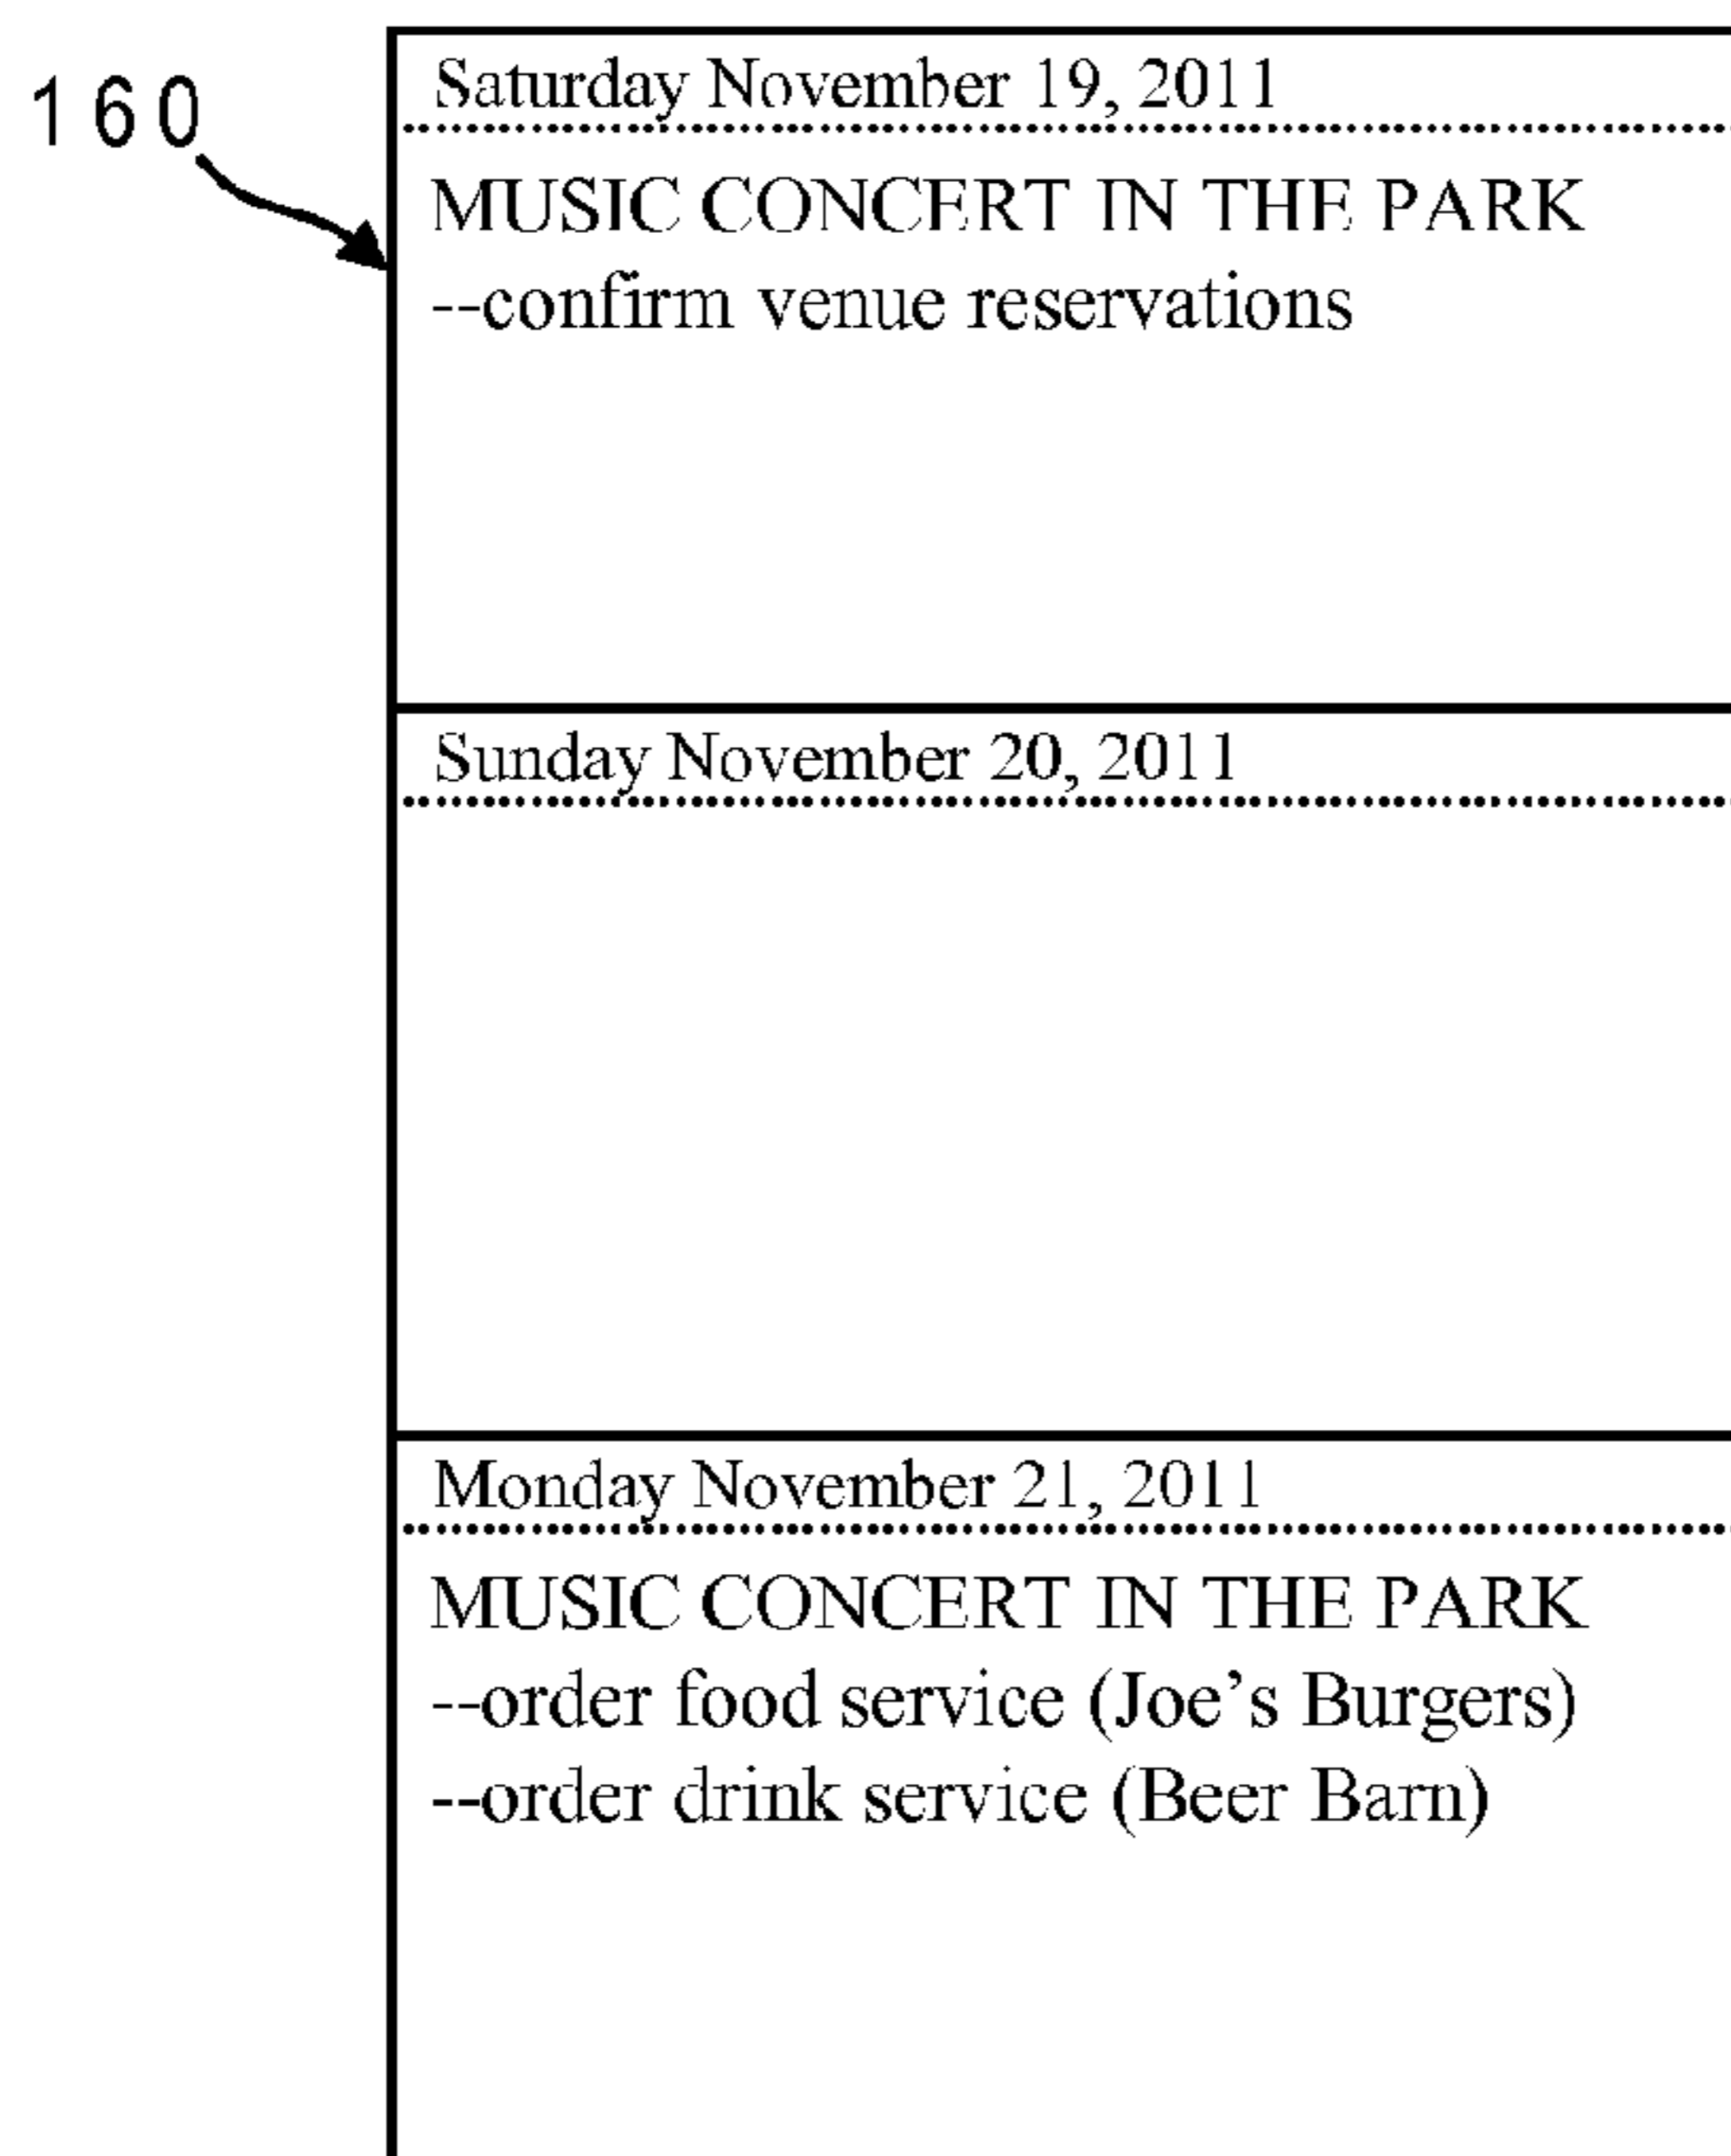 160
Saturday November 19, 2011
MUSIC CONCERT IN THE PARK
--confirm venue reservations
Sunday November 20, 2011
Monday November 21, 2011
MUSIC CONCERT IN THE PARK
--order food service (Joe’s Burgers)
--order drink service (Beer Barn)